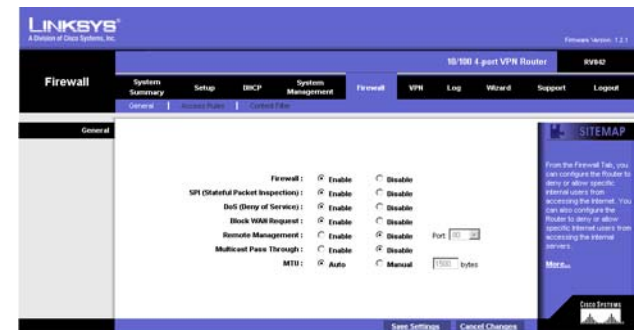 LINKSYS®
A Division of Cisco Systems, Inc.
Firmware Version: 1.2.1
10/100 4-port VPN Router
RV042
Firewall
System Summary
Setup
DHCP
System Management
Firewall
VPN
Log
Wizard
Support
Logout
General | Access Rules | Content Filter
General
Firewall : Enable Disable
SPI (Stateful Packet Inspection) : Enable Disable
DoS (Deny of Service) : Enable Disable
Block WAN Request : Enable Disable
Remote Management : Enable Disable Port 80
Multicast Pass Through : Enable Disable
MTU : Auto Manual 1500 bytes
SITEMAP
From the Firewall Tab, you
can configure the Router to
deny or allow specific
internal users from
accessing the Internet. You
can also configure the
Router to deny or allow
specific Internet users from
accessing the internal
servers.
More...
CISCO SYSTEMS
Save Settings
Cancel Changes